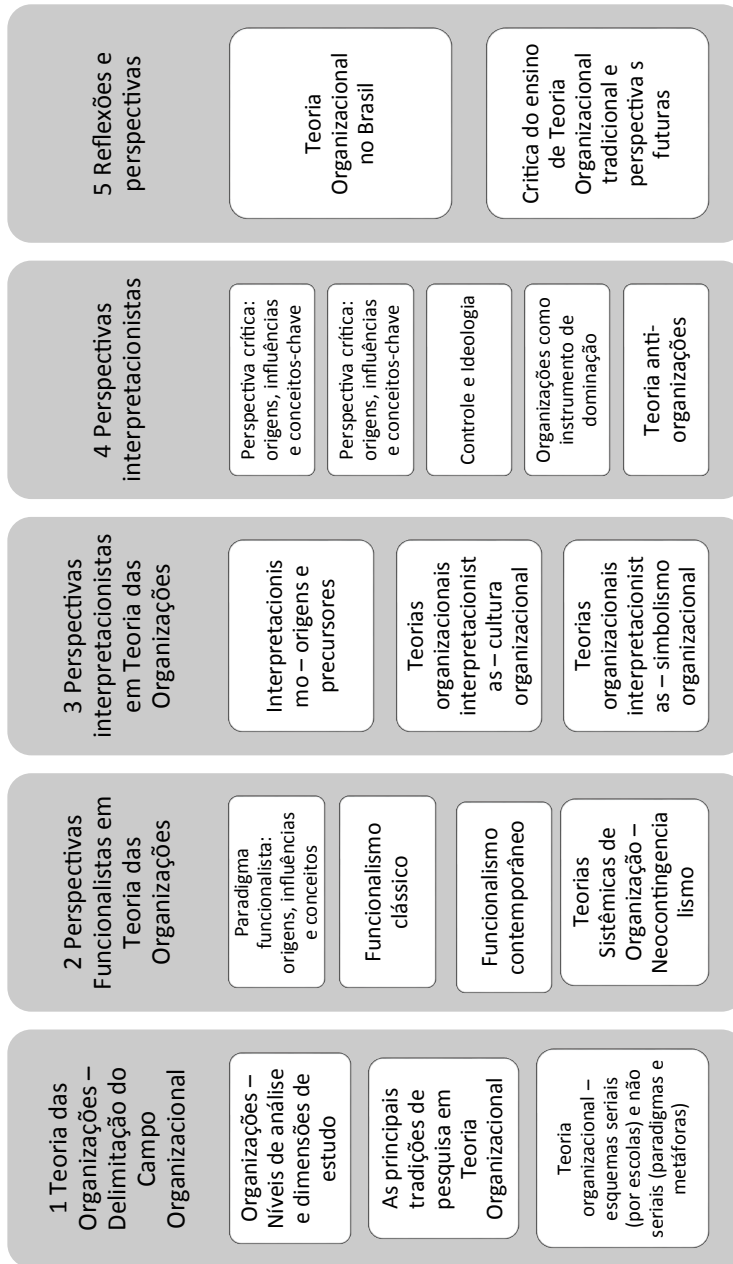 1 Teoria das
Organizações –
Delimitação do
Campo
Organizacional
Organizações –
Níveis de análise
e dimensões de
estudo
As principais
tradições de
pesquisa em
Teoria
Organizacional
Teoria
organizacional –
esquemas seriais
(por escolas) e não
seriais (paradigmas e
metáforas)
2 Perspectivas
Funcionalistas em
Teoria das
Organizações
Paradigma
funcionalista:
origens, influências
e conceitos
Funcionalismo
clássico
Funcionalismo
contemporâneo
Teorias
Sistêmicas de
Organização –
Neocontingencia
lismo
3 Perspectivas
interpretacionistas
em Teoria das
Organizações
Interpretacionis
mo – origens e
precursores
Teorias
organizacionais
interpretacionist
as – cultura
organizacional
Teorias
organizacionais
interpretacionist
as – simbolismo
organizacional
4 Perspectivas
interpretacionistas
Perspectiva crítica:
origens, influências
e conceitos-chave
Perspectiva crítica:
origens, influências
e conceitos-chave
Controle e Ideologia
Organizações como
instrumento de
dominação
Teoria anti-
organizações
5 Reflexões e
perspectivas
Teoria
Organizacional
no Brasil
Critica do ensino
de Teoria
Organizacional
tradicional e
perspectiva s
futuras